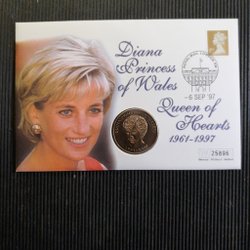 Diana
Princess
of Wales
Queen of
Hearts
1961-1997
-6 SEP '97
25696